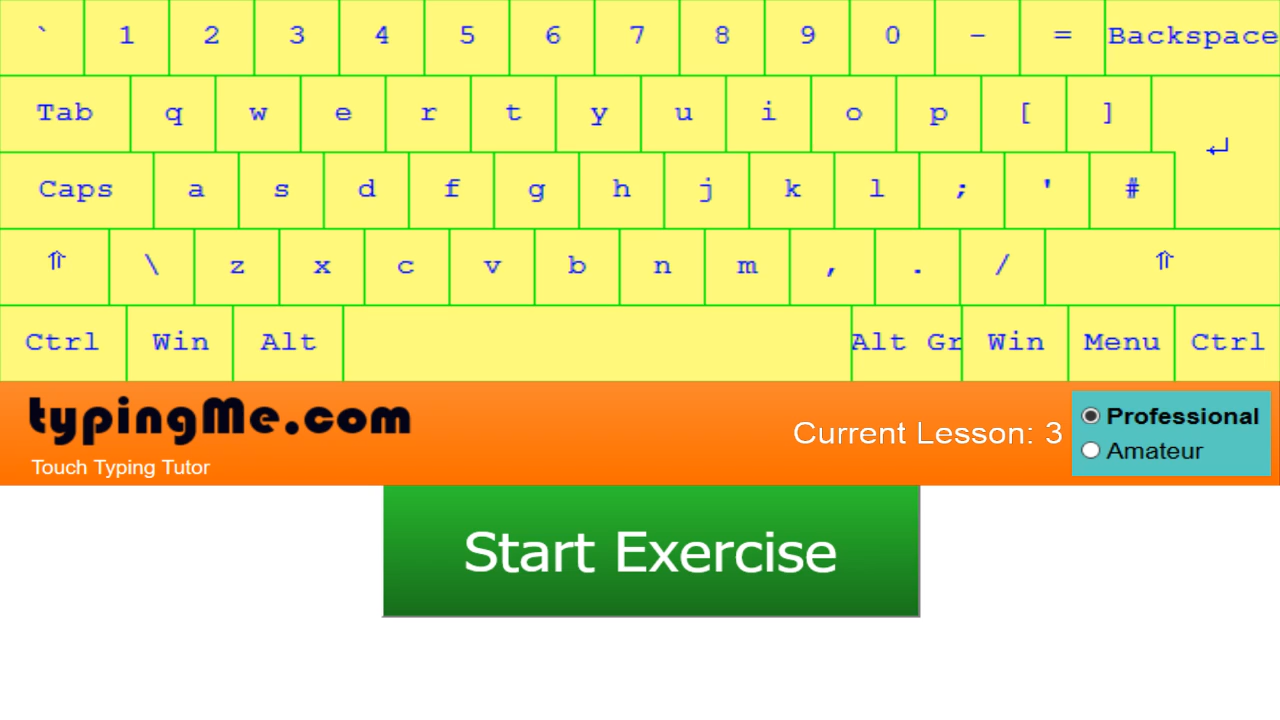 ` 1 2 3 4 5 6 7 8 9 0 - = Backspace
Tab q w e r t y u i o p [ ] ↵
Caps a s d f g h j k l ; ' #
⇑ \ z x c v b n m , . / ⇑
Ctrl Win Alt Alt Gr Win Menu Ctrl
typingMe.com
Touch Typing Tutor
Current Lesson: 3
Professional
Amateur
Start Exercise